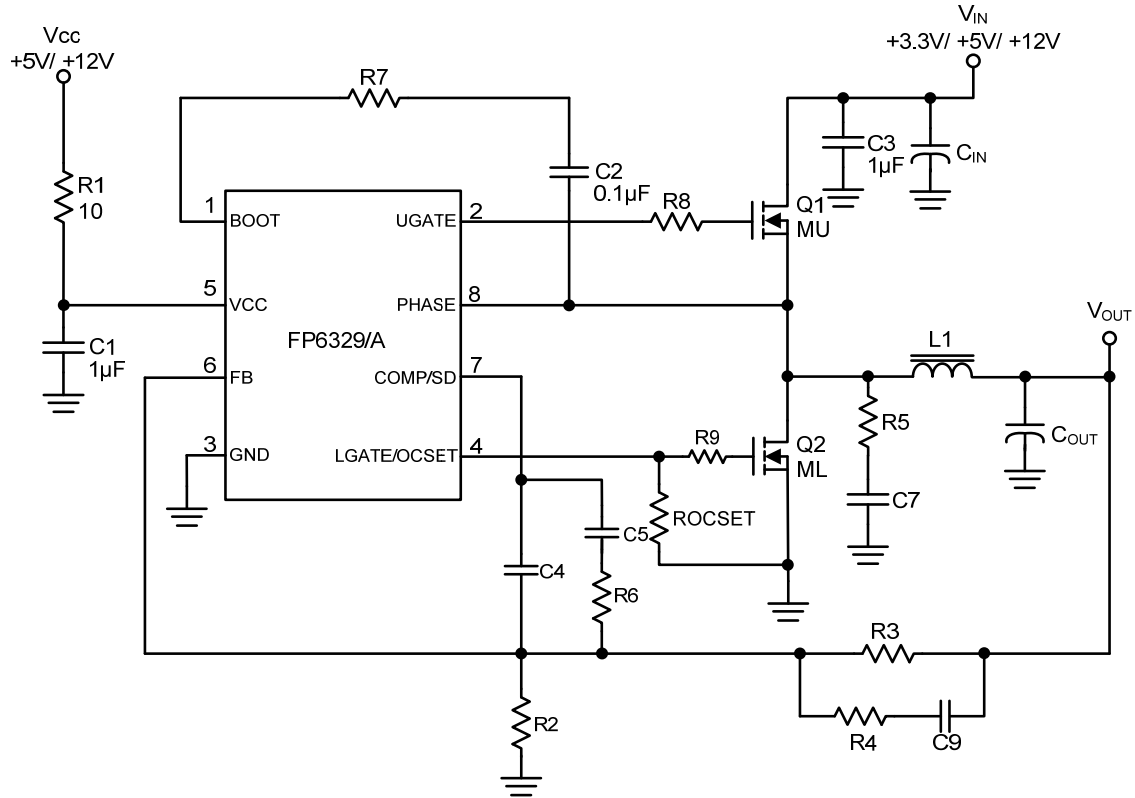 Vcc
+5V/ +12V
VIN
+3.3V/ +5V/ +12V
R7
C3
1µF
CIN
C2
0.1µF
R1
10
1
BOOT
UGATE
2
R8
Q1
MU
5
VCC
PHASE
8
VOUT
FP6329/A
L1
C1
1µF
6
FB
COMP/SD
7
R5
COUT
3
GND
LGATE/OCSET
4
R9
Q2
ML
C7
ROCSET
C5
C4
R6
R3
R2
R4
C9